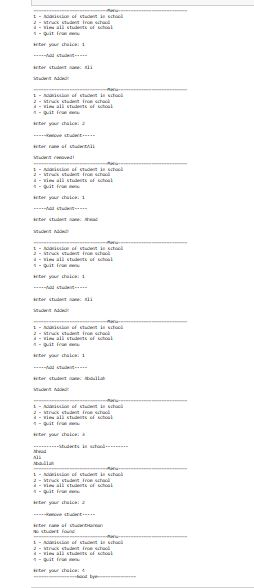 --------------------Menu--------------------
1 - Addmission of student in school
2 - Struck student from school
3 - View all students of school
4 - Quit from menu
Enter your choice: 1
-----Add student-----
Enter student name: Ali
Student Added!
--------------------Menu--------------------
1 - Addmission of student in school
2 - Struck student from school
3 - View all students of school
4 - Quit from menu
Enter your choice: 2
-----Remove student-----
Enter name of studentAli
Student removed!
--------------------Menu--------------------
1 - Addmission of student in school
2 - Struck student from school
3 - View all students of school
4 - Quit from menu
Enter your choice: 1
-----Add student-----
Enter student name: Ahmad
Student Added!
--------------------Menu--------------------
1 - Addmission of student in school
2 - Struck student from school
3 - View all students of school
4 - Quit from menu
Enter your choice: 1
-----Add student-----
Enter student name: Ali
Student Added!
--------------------Menu--------------------
1 - Addmission of student in school
2 - Struck student from school
3 - View all students of school
4 - Quit from menu
Enter your choice: 1
-----Add student-----
Enter student name: Abdullah
Student Added!
--------------------Menu--------------------
1 - Addmission of student in school
2 - Struck student from school
3 - View all students of school
4 - Quit from menu
Enter your choice: 3
----------Students in school---------
Ahmad
Ali
Abdullah
--------------------Menu--------------------
1 - Addmission of student in school
2 - Struck student from school
3 - View all students of school
4 - Quit from menu
Enter your choice: 2
-----Remove student-----
Enter name of studentHannan
No student found
--------------------Menu--------------------
1 - Addmission of student in school
2 - Struck student from school
3 - View all students of school
4 - Quit from menu
Enter your choice: 4
-----------------Good bye---------------